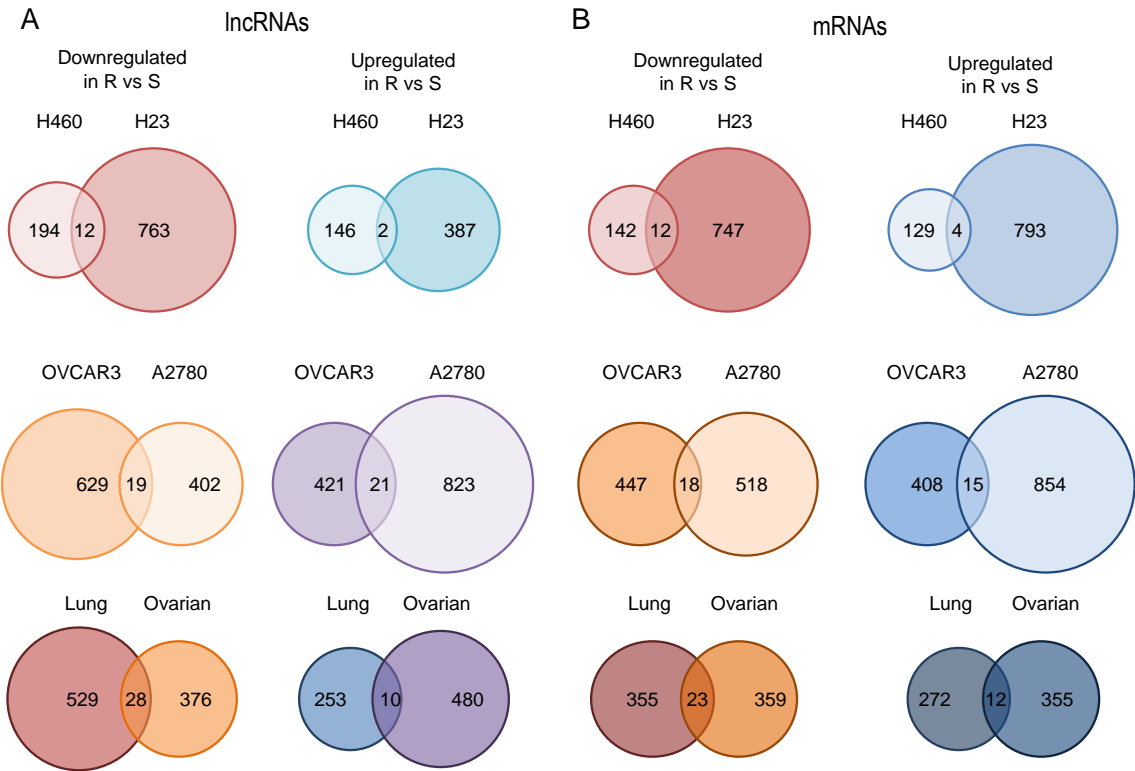 A
lncRNAs
B
mRNAs
Downregulated
in R vs S
Upregulated
in R vs S
Downregulated
in R vs S
Upregulated
in R vs S
H460 H23
H460 H23
H460 H23
H460 H23
194 12 763
146 2 387
142 12 747
129 4 793
OVCAR3 A2780
OVCAR3 A2780
OVCAR3 A2780
OVCAR3 A2780
629 19 402
421 21 823
447 18 518
408 15 854
Lung Ovarian
Lung Ovarian
Lung Ovarian
Lung Ovarian
529 28 376
253 10 480
355 23 359
272 12 355